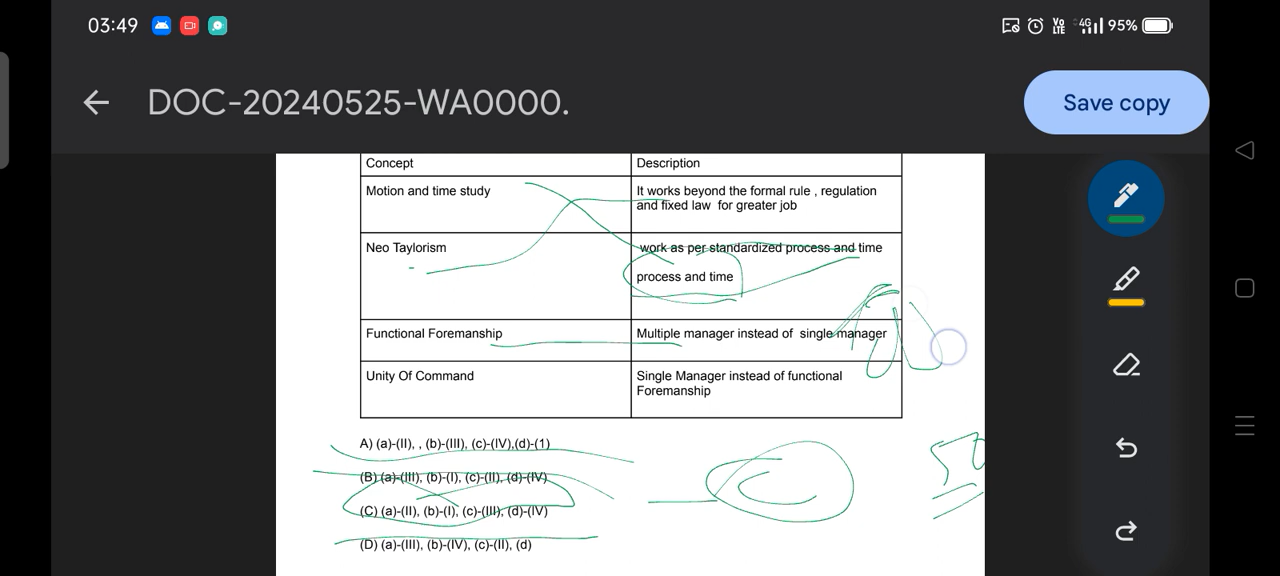 03:49
Vo LTE 4G 95%
DOC-20240525-WA0000.
Save copy
Concept Description
Motion and time study It works beyond the formal rule , regulation
and fixed law for greater job
Neo Taylorism work as per standardized process and time
process and time
Functional Foremanship Multiple manager instead of single manager
Unity Of Command Single Manager instead of functional
Foremanship
A) (a)-(II), , (b)-(III), (c)-(IV),(d)-(1)
(B) (a)-(III), (b)-(I), (c)-(II), (d)-(IV)
(C) (a)-(II), (b)-(I), (c)-(III), (d)-(IV)
(D) (a)-(III), (b)-(IV), (c)-(II), (d)